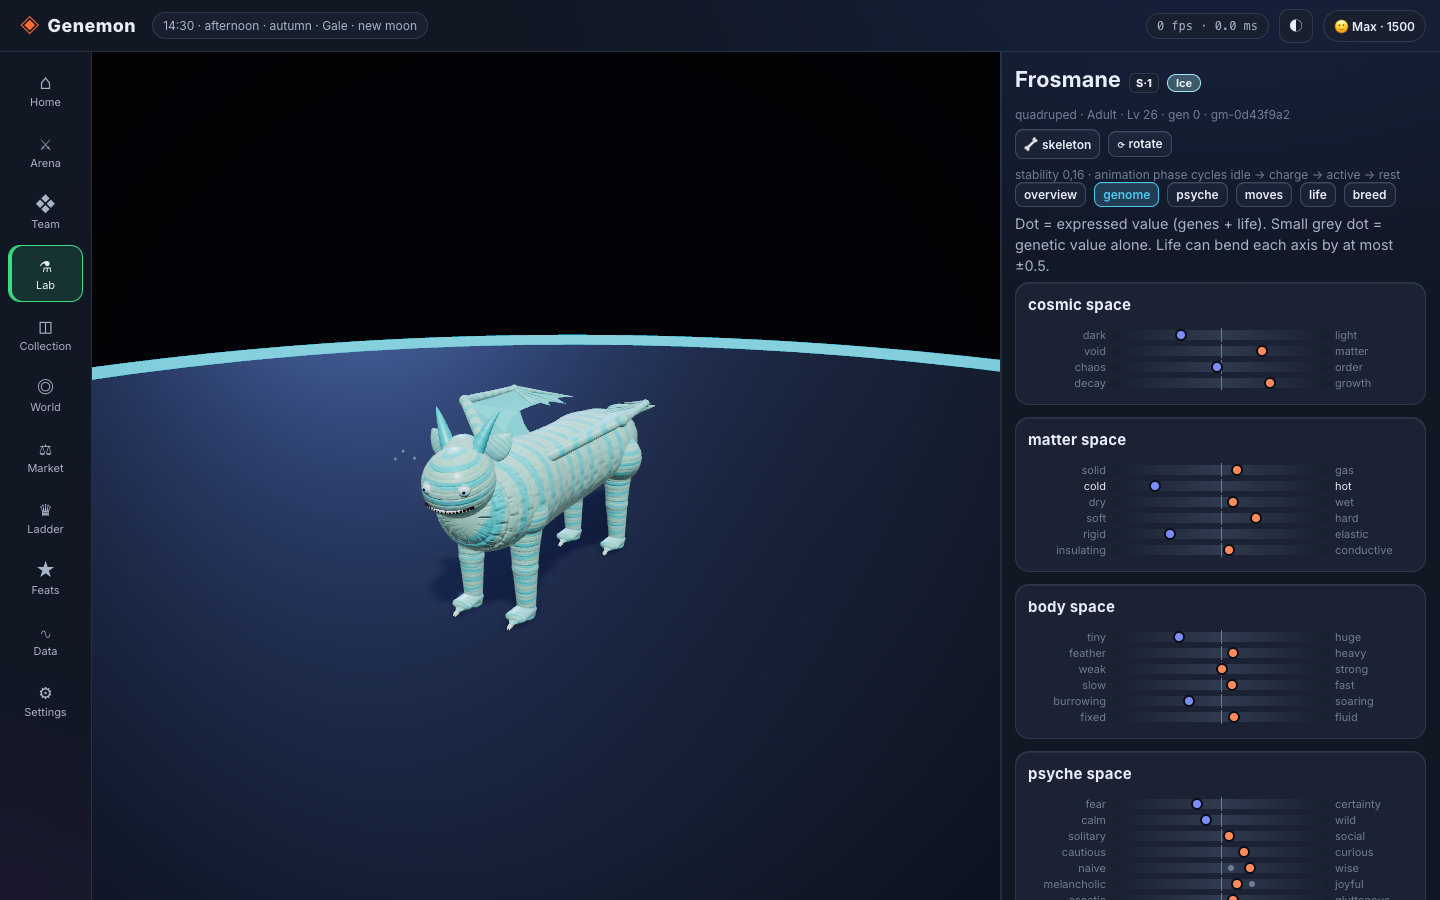 Genemon
14:30 · afternoon · autumn · Gale · new moon
0 fps · 0.0 ms
Max · 1500
Home
Arena
Team
Lab
Collection
World
Market
Ladder
Feats
Data
Settings
Frosmane S·1 Ice
quadruped · Adult · Lv 26 · gen 0 · gm-0d43f9a2
skeleton rotate
stability 0,16 · animation phase cycles idle → charge → active → rest
overview genome psyche moves life breed
Dot = expressed value (genes + life). Small grey dot =
genetic value alone. Life can bend each axis by at most
±0.5.
cosmic space
dark light
void matter
chaos order
decay growth
matter space
solid gas
cold hot
dry wet
soft hard
rigid elastic
insulating conductive
body space
tiny huge
feather heavy
weak strong
slow fast
burrowing soaring
fixed fluid
psyche space
fear certainty
calm wild
solitary social
cautious curious
naive wise
melancholic joyful